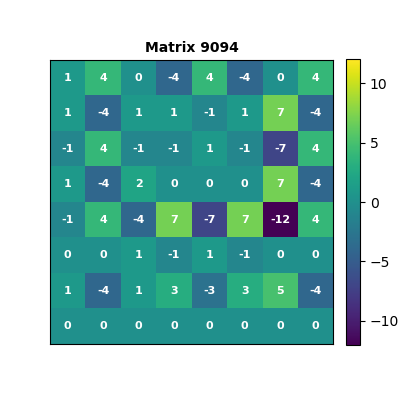 Matrix 9094
1 4 0 -4 4 -4 0 4
1 -4 1 1 -1 1 7 -4
-1 4 -1 -1 1 -1 -7 4
1 -4 2 0 0 0 7 -4
-1 4 -4 7 -7 7 -12 4
0 0 1 -1 1 -1 0 0
1 -4 1 3 -3 3 5 -4
0 0 0 0 0 0 0 0
10
5
0
−5
−10